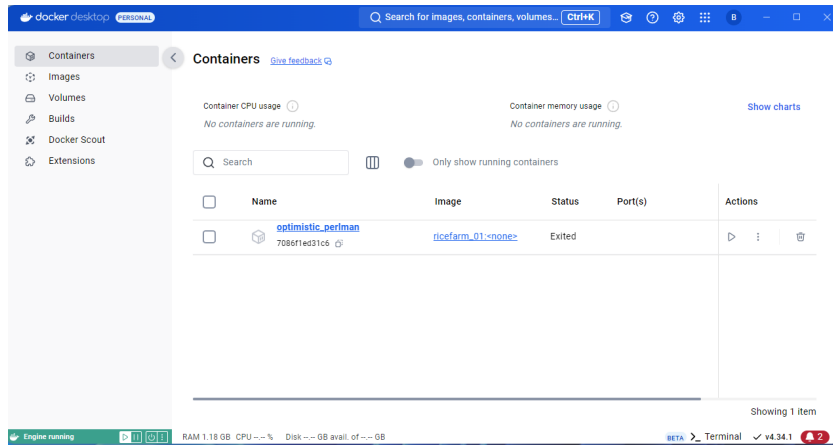 docker desktop PERSONAL
Search for images, containers, volumes... Ctrl+K
B
Containers
Images
Volumes
Builds
Docker Scout
Extensions
Containers Give feedback
Container CPU usage
No containers are running.
Container memory usage
No containers are running.
Show charts
Search
Only show running containers
Name Image Status Port(s) Actions
optimistic_perlman
7086f1ed31c6
ricefarm_01:<none> Exited
Showing 1 item
Engine running
RAM 1.18 GB CPU --.-- % Disk --.-- GB avail. of --.-- GB
BETA >_ Terminal v4.34.1 2